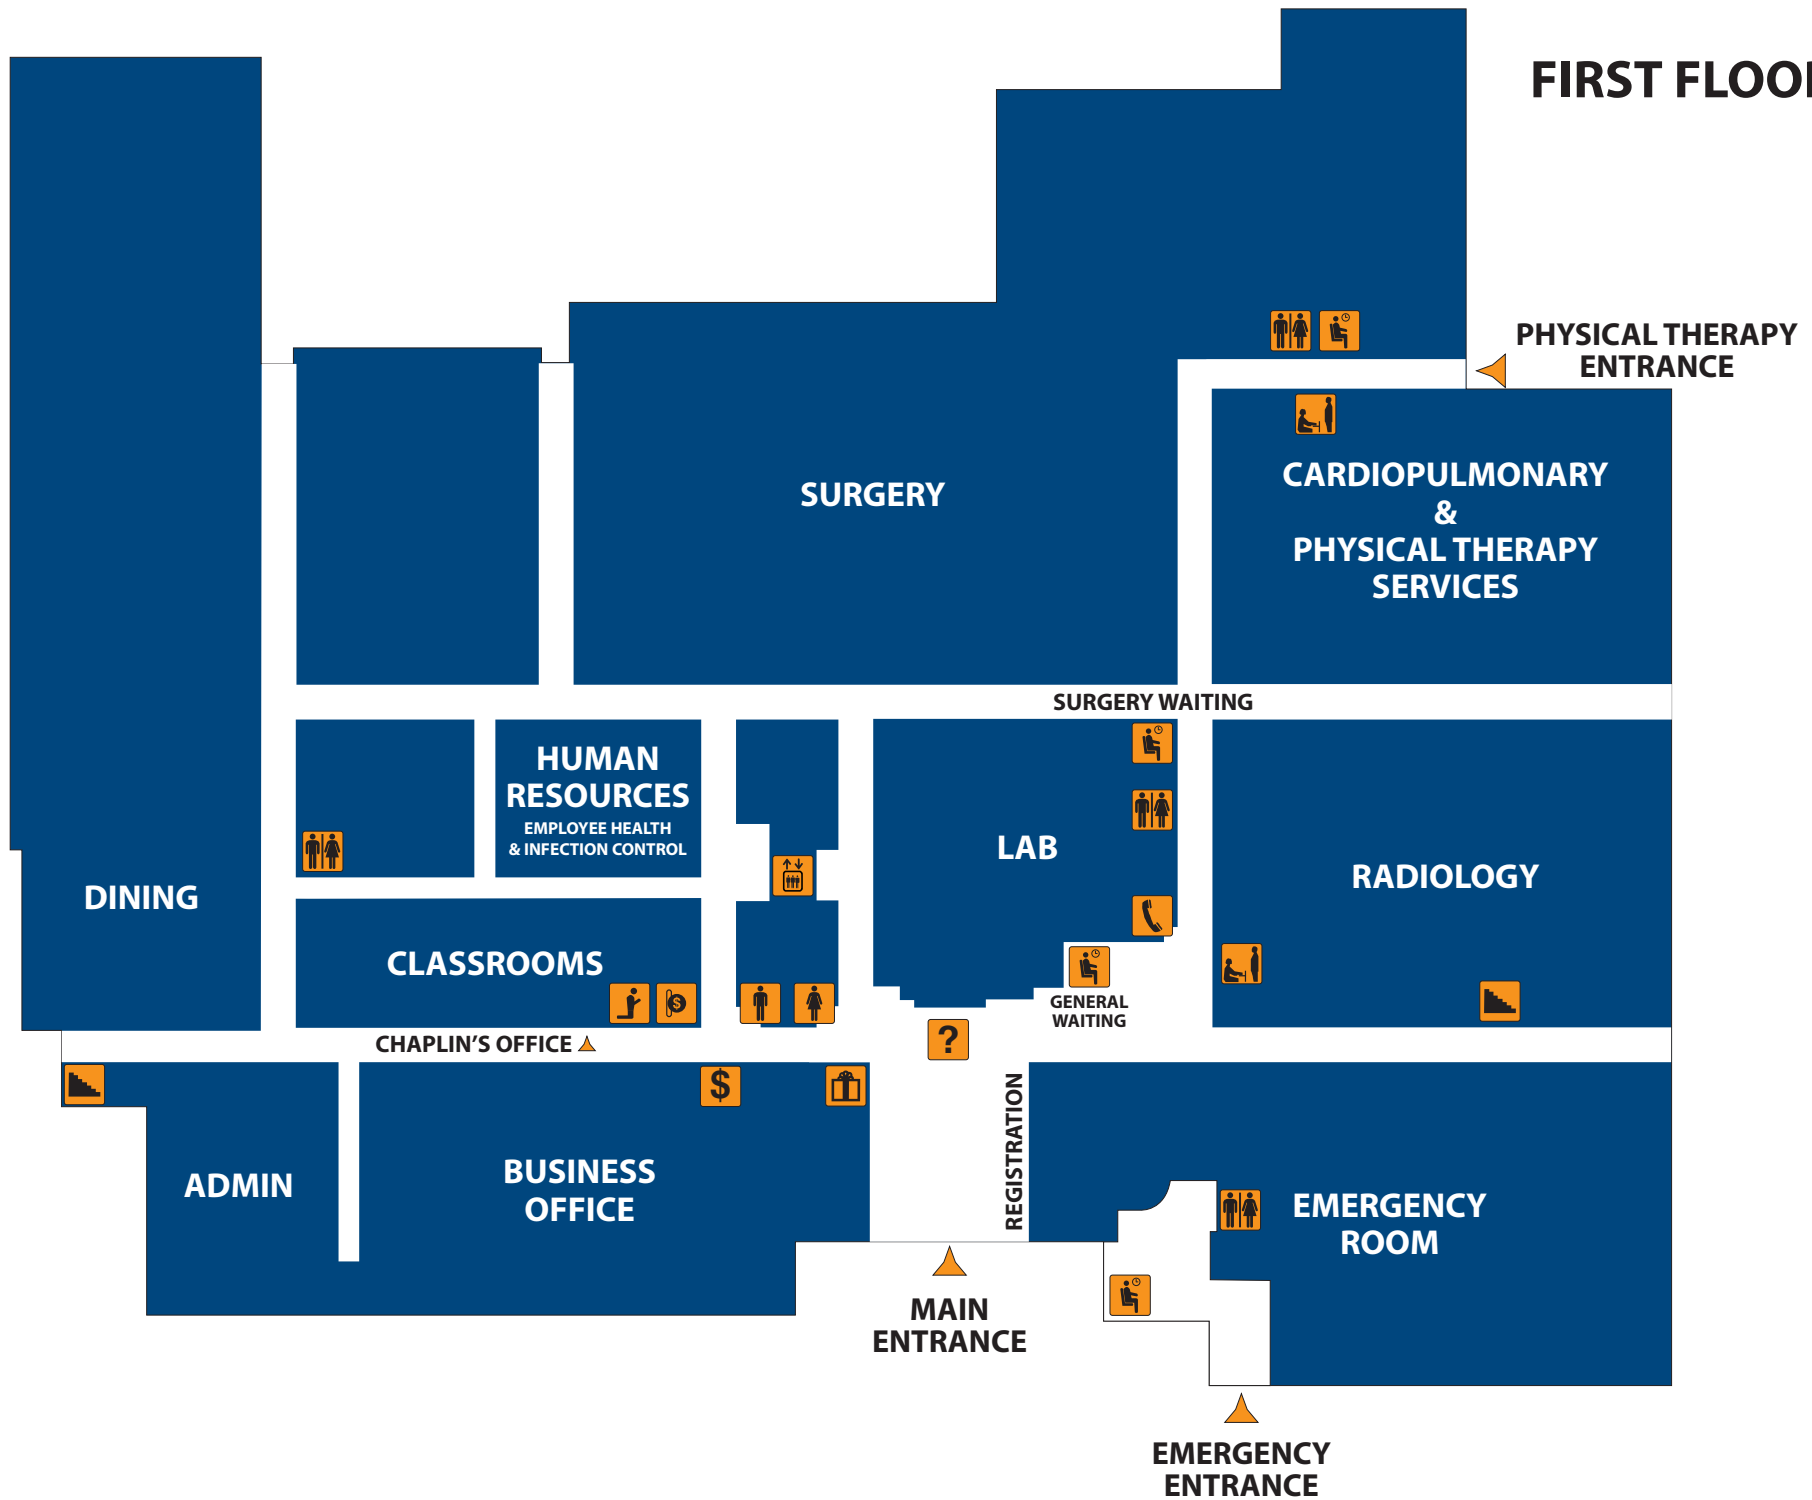 FIRST FLOOR
PHYSICAL THERAPY
ENTRANCE
SURGERY
CARDIOPULMONARY
&
PHYSICAL THERAPY
SERVICES
SURGERY WAITING
HUMAN
RESOURCES
EMPLOYEE HEALTH
& INFECTION CONTROL
LAB
RADIOLOGY
DINING
CLASSROOMS
$
GENERAL
WAITING
CHAPLIN'S OFFICE
?
$
REGISTRATION
ADMIN
BUSINESS
OFFICE
EMERGENCY
ROOM
MAIN
ENTRANCE
EMERGENCY
ENTRANCE